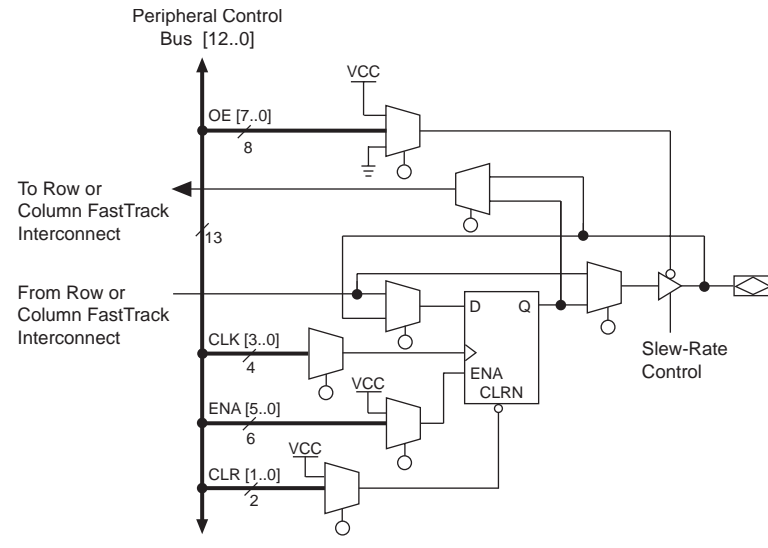 Peripheral Control
Bus [12..0]
VCC
OE [7..0]
8
To Row or
Column FastTrack
Interconnect
13
From Row or
Column FastTrack
Interconnect
D
Q
Slew-Rate
Control
CLK [3..0]
4
ENA
CLRN
VCC
ENA [5..0]
6
VCC
CLR [1..0]
2